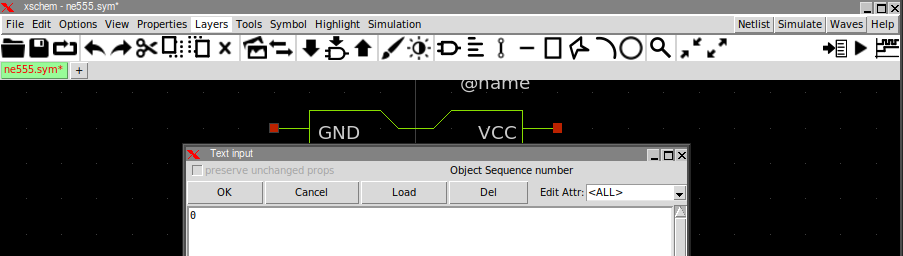 xschem - ne555.sym*
File Edit Options View Properties Layers Tools Symbol Highlight Simulation Netlist Simulate Waves Help
ne555.sym* +
@name
GND VCC
Text input
preserve unchanged props Object Sequence number
OK Cancel Load Del Edit Attr: <ALL>
0